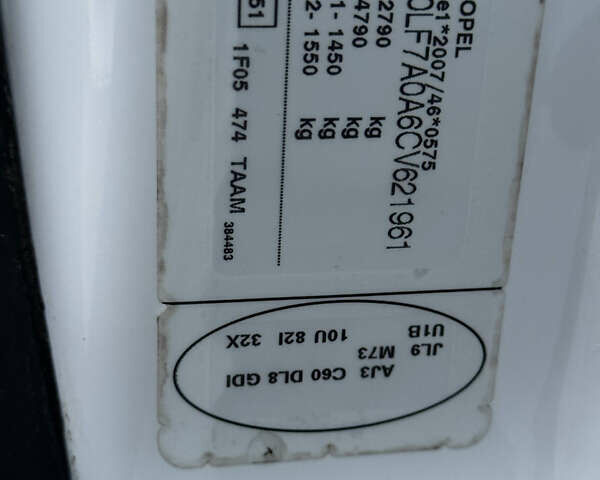 OPEL
e1*2007/46*0575
0LF7A0A6CV621961
2790 kg
4790 kg
1- 1450 kg
2- 1550 kg
51 1F05 474 TAAM
384483
AJ3 C60 DL8 GDI
JL9 M73
U1B 10U 82I 32X